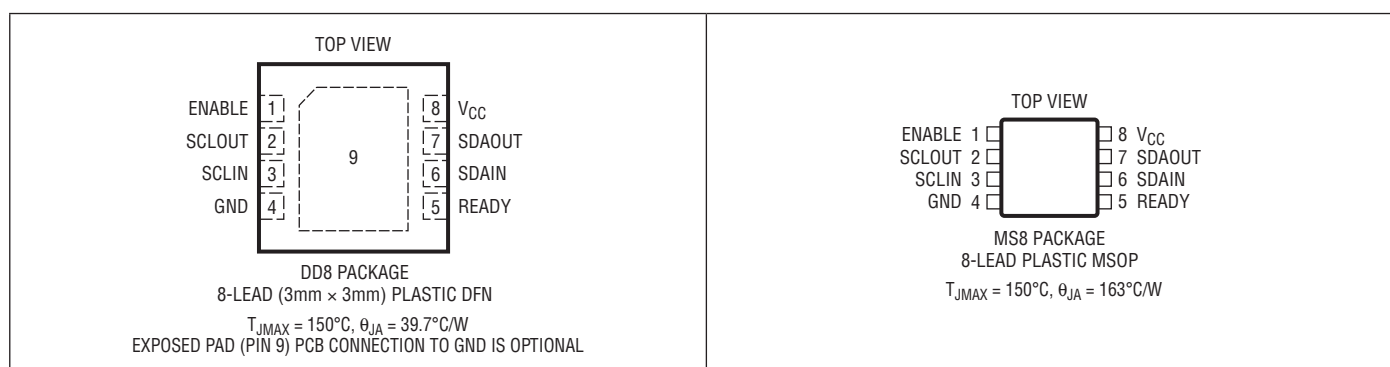 TOP VIEW
ENABLE 1
SCLOUT 2
SCLIN 3
GND 4
9
8 VCC
7 SDAOUT
6 SDAIN
5 READY
DD8 PACKAGE
8-LEAD (3mm × 3mm) PLASTIC DFN
TJMAX = 150°C, θJA = 39.7°C/W
EXPOSED PAD (PIN 9) PCB CONNECTION TO GND IS OPTIONAL
TOP VIEW
ENABLE 1
SCLOUT 2
SCLIN 3
GND 4
8 VCC
7 SDAOUT
6 SDAIN
5 READY
MS8 PACKAGE
8-LEAD PLASTIC MSOP
TJMAX = 150°C, θJA = 163°C/W